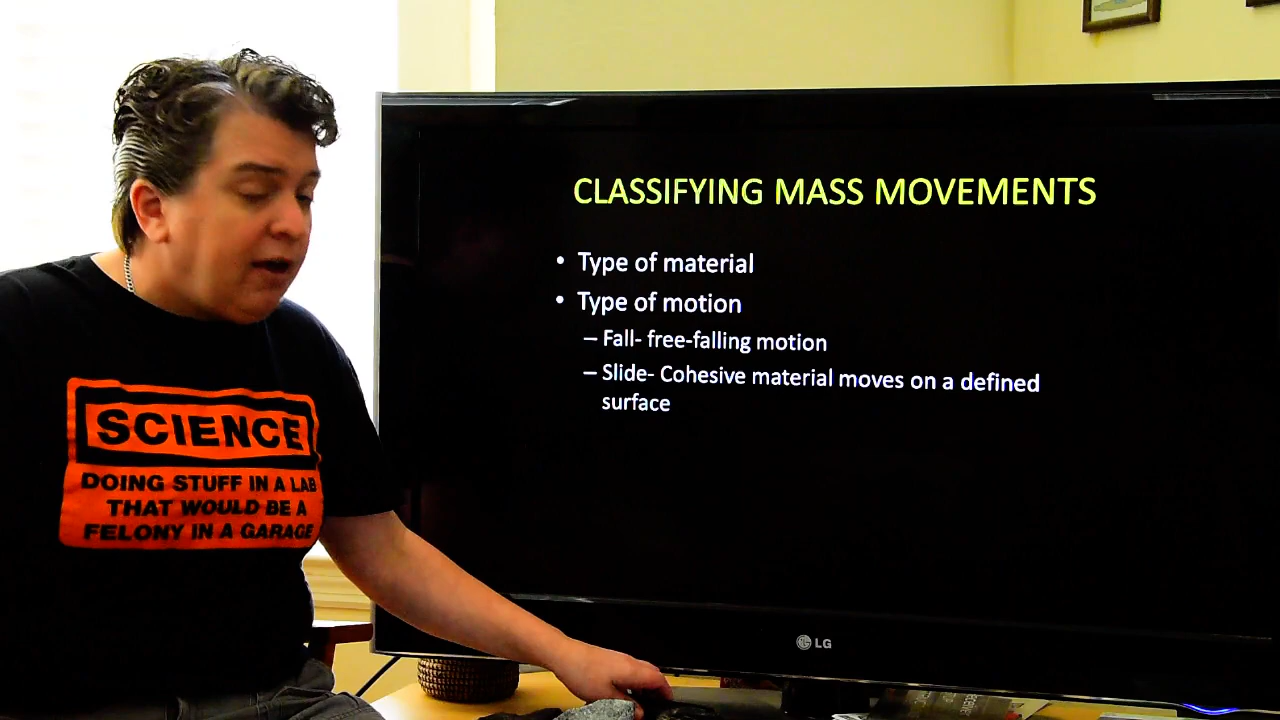 CLASSIFYING MASS MOVEMENTS
• Type of material
• Type of motion
– Fall- free-falling motion
– Slide- Cohesive material moves on a defined
surface
SCIENCE
DOING STUFF IN A LAB
THAT WOULD BE A
FELONY IN A GARAGE
LG